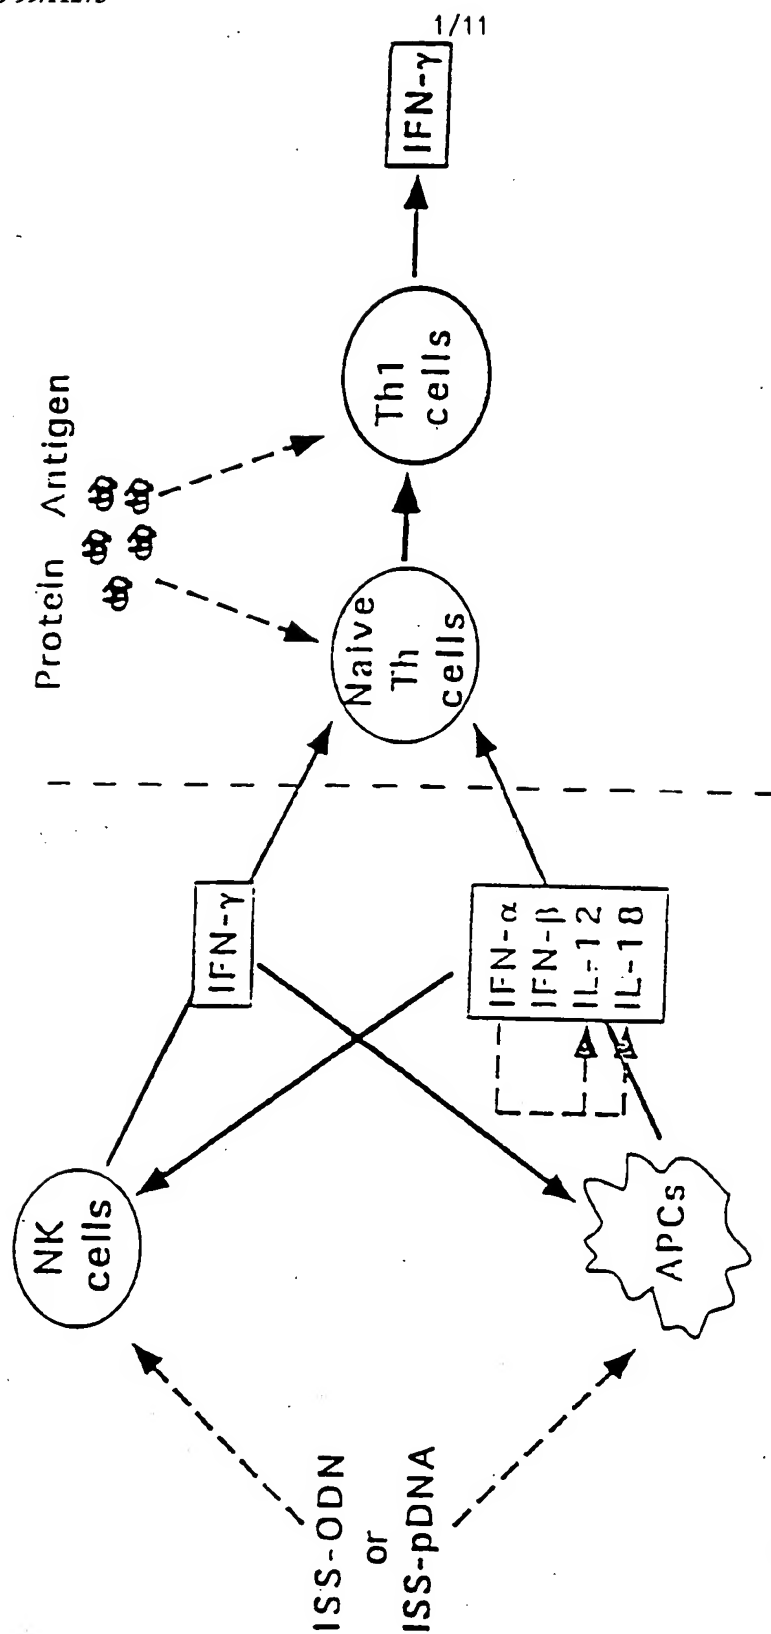 1/11
Protein Antigen
NK
cells
IFN-γ
ISS-ODN
or
ISS-pDNA
APCs
IFN-α
IFN-β
IL-12
IL-18
Naive
Th
cells
Th1
cells
IFN-γ